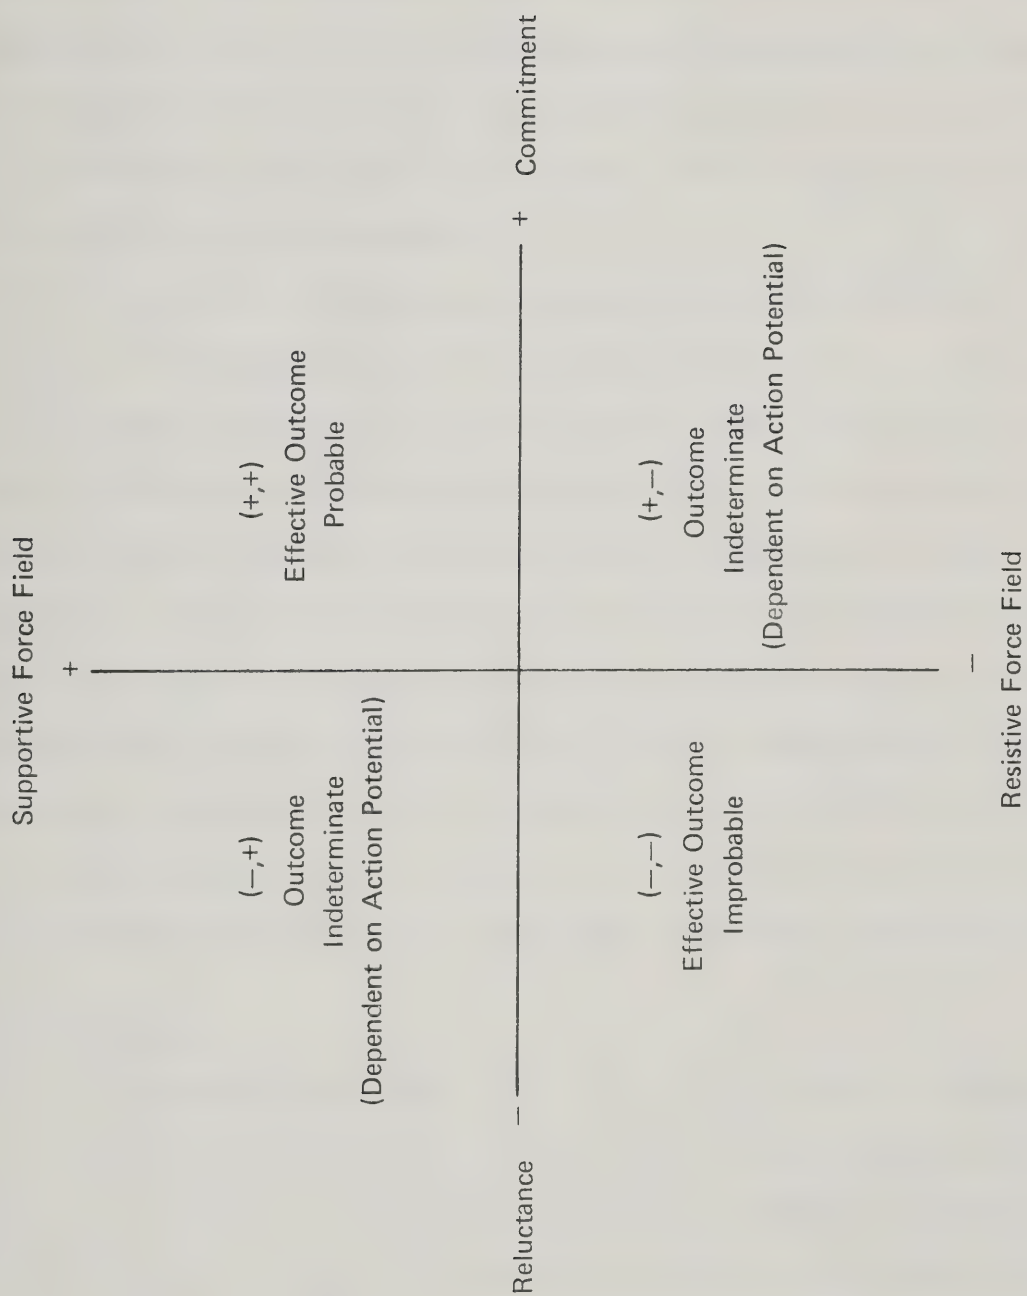 Supportive Force Field
+
(−,+)
Outcome
Indeterminate
(Dependent on Action Potential)
(+,+)
Effective Outcome
Probable
Reluctance
−
+
Commitment
(−,−)
Effective Outcome
Improbable
(+,−)
Outcome
Indeterminate
(Dependent on Action Potential)
−
Resistive Force Field